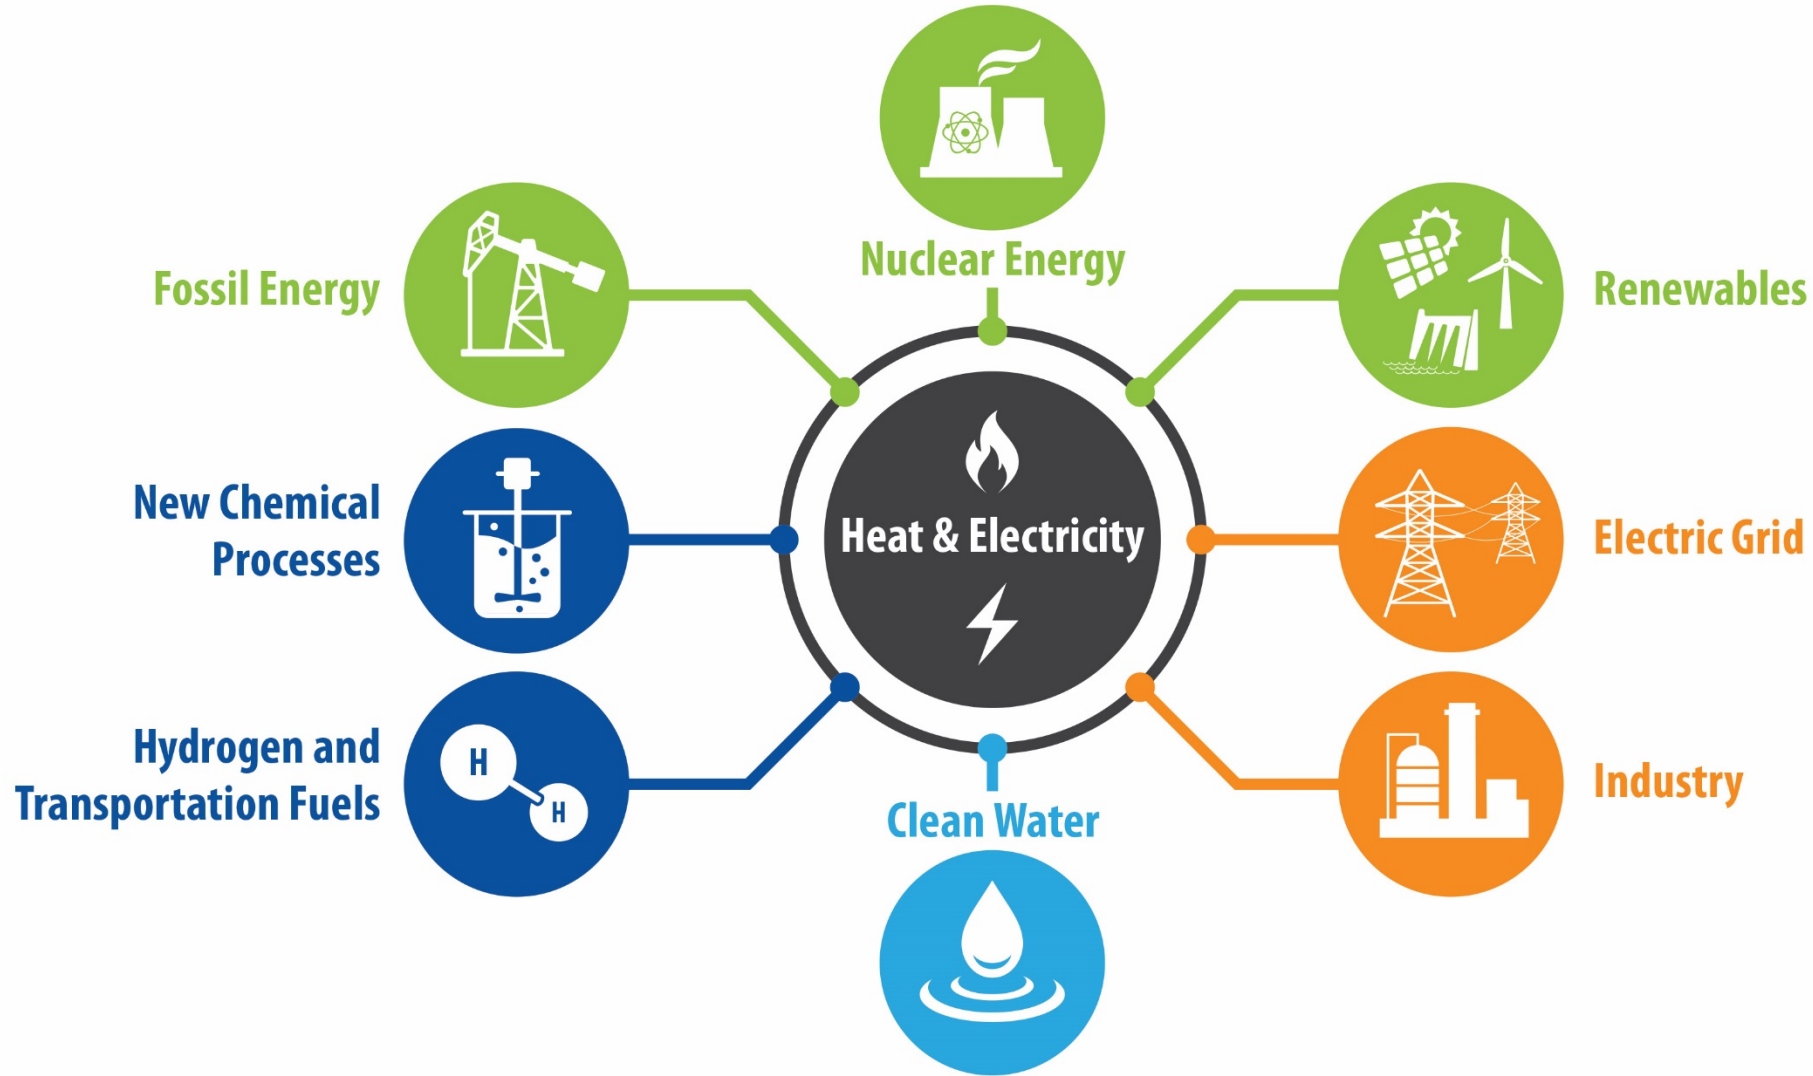 Nuclear Energy
Fossil Energy
Renewables
New Chemical
Processes
Heat & Electricity
Electric Grid
Hydrogen and
Transportation Fuels
H
H
Industry
Clean Water